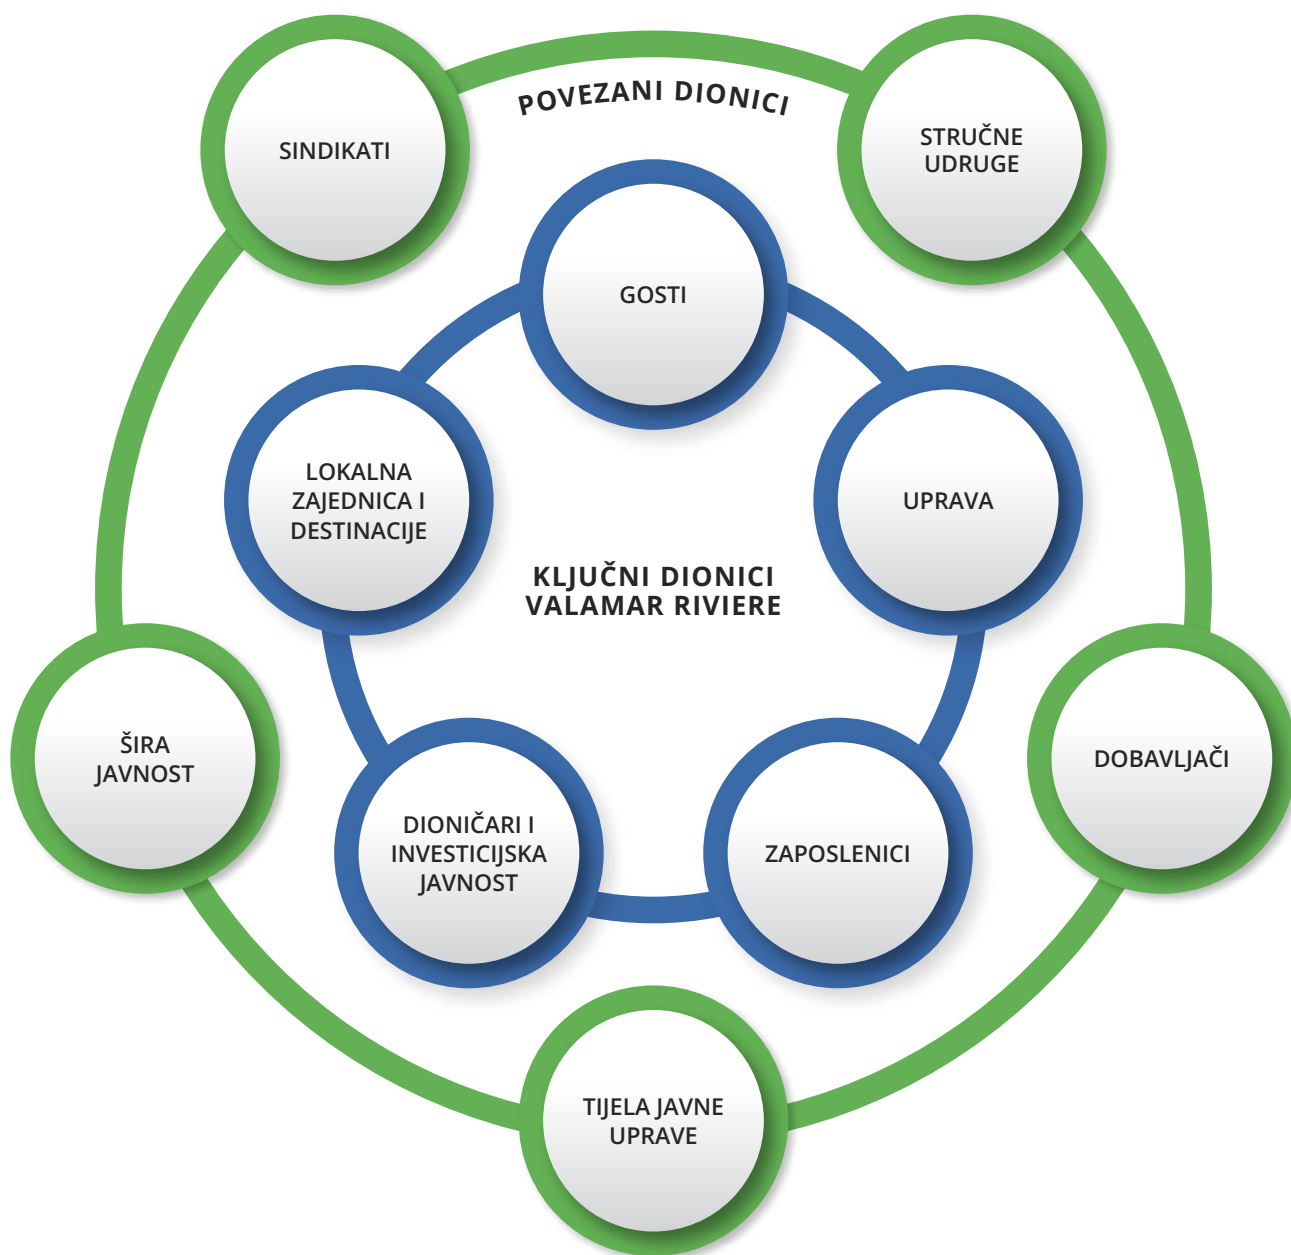 POVEZANI DIONICI
SINDIKATI
STRUČNE
UDRUGE
GOSTI
LOKALNA
ZAJEDNICA I
DESTINACIJE
UPRAVA
KLJUČNI DIONICI
VALAMAR RIVIERE
ŠIRA
JAVNOST
DOBAVLJAČI
DIONIČARI I
INVESTICIJSKA
JAVNOST
ZAPOSLENICI
TIJELA JAVNE
UPRAVE